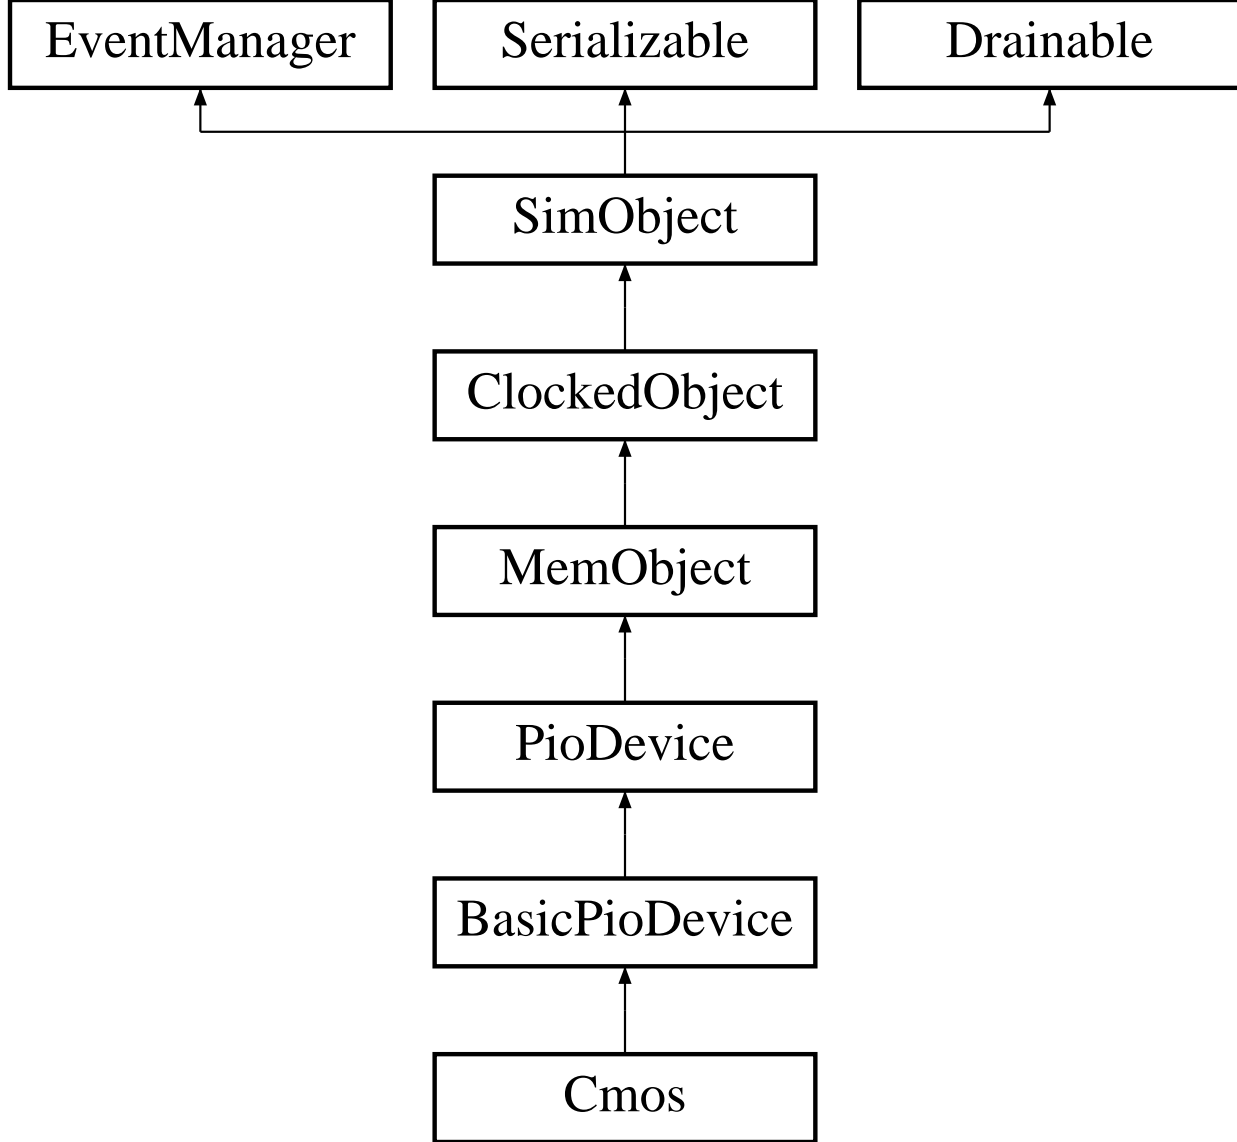 EventManager
Serializable
Drainable
SimObject
ClockedObject
MemObject
PioDevice
BasicPioDevice
Cmos